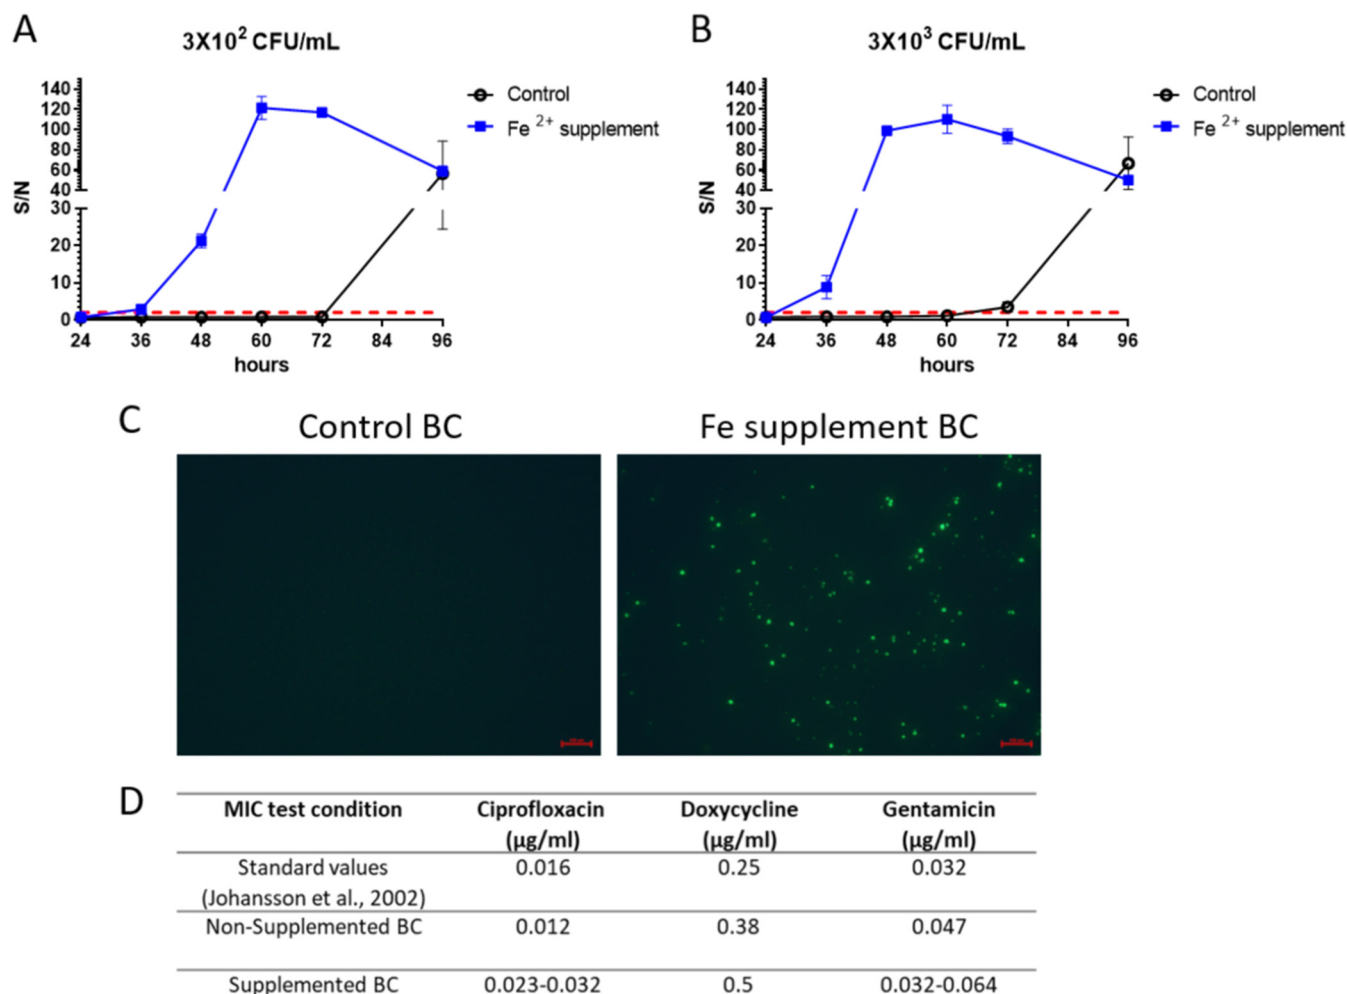 A
3X10² CFU/mL
S/N
140
120
100
80
60
40
30
20
10
0
24 36 48 60 72 84 96
hours
Control
Fe ²⁺ supplement
B
3X10³ CFU/mL
S/N
140
120
100
80
60
40
30
20
10
0
24 36 48 60 72 84 96
hours
Control
Fe ²⁺ supplement
C
Control BC
Fe supplement BC
D
MIC test condition Ciprofloxacin Doxycycline Gentamicin
(µg/ml) (µg/ml) (µg/ml)
Standard values 0.016 0.25 0.032
(Johansson et al., 2002)
Non-Supplemented BC 0.012 0.38 0.047
Supplemented BC 0.023-0.032 0.5 0.032-0.064